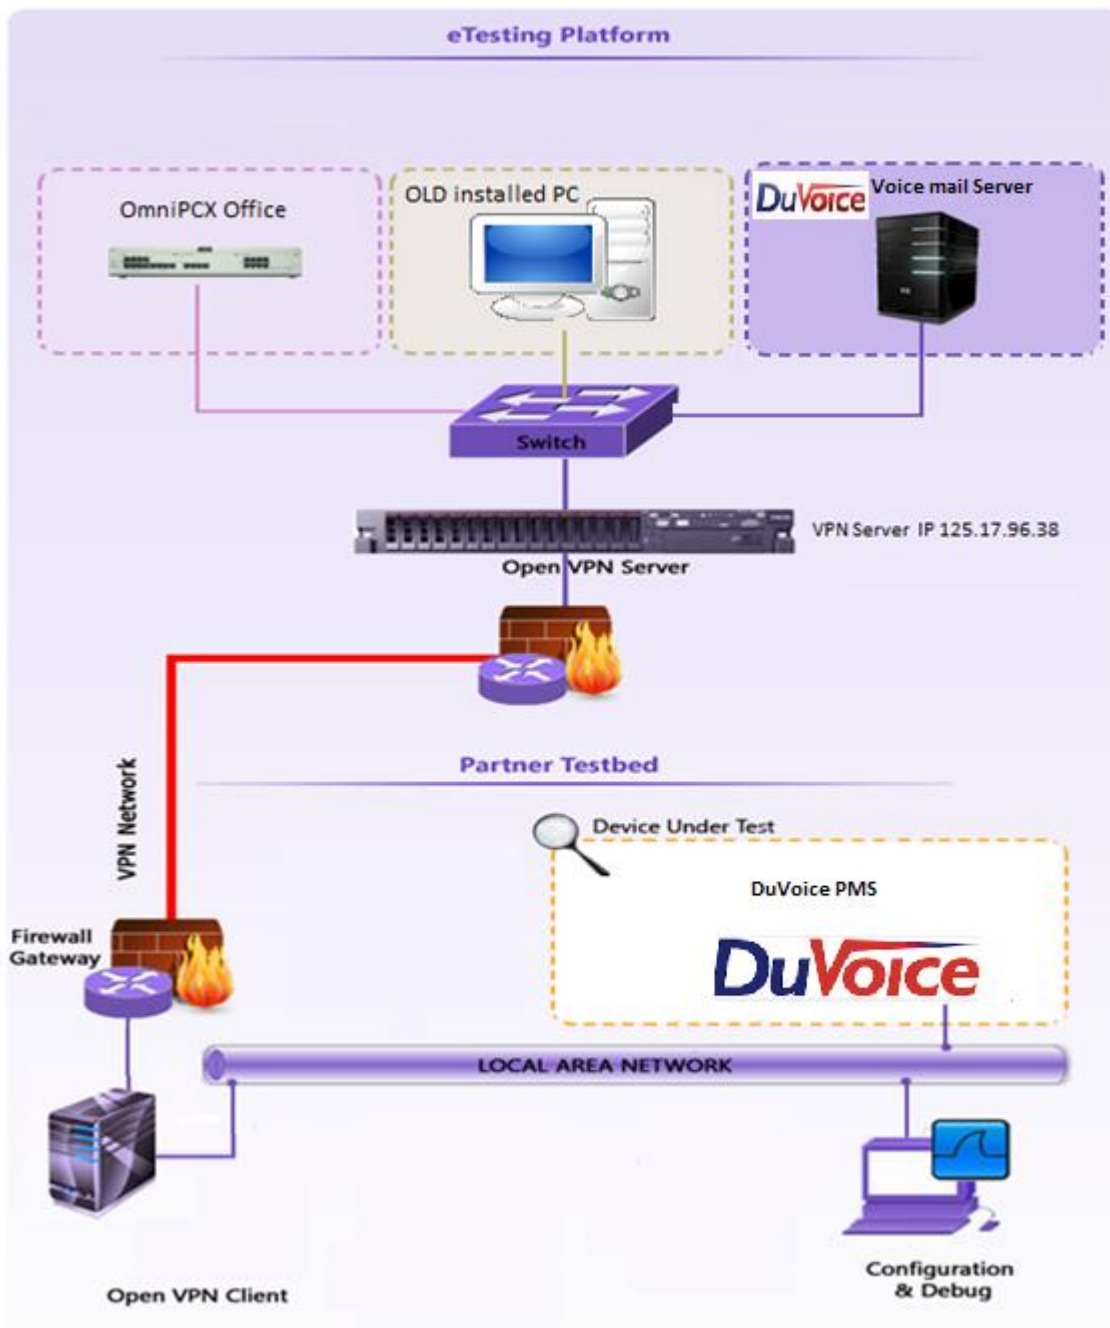 eTesting Platform
OmniPCX Office
OLD installed PC
DuVoice
Voice mail Server
Switch
VPN Server IP 125.17.96.38
Open VPN Server
Partner Testbed
VPN Network
Device Under Test
DuVoice PMS
DuVoice
Firewall
Gateway
LOCAL AREA NETWORK
Configuration
& Debug
Open VPN Client